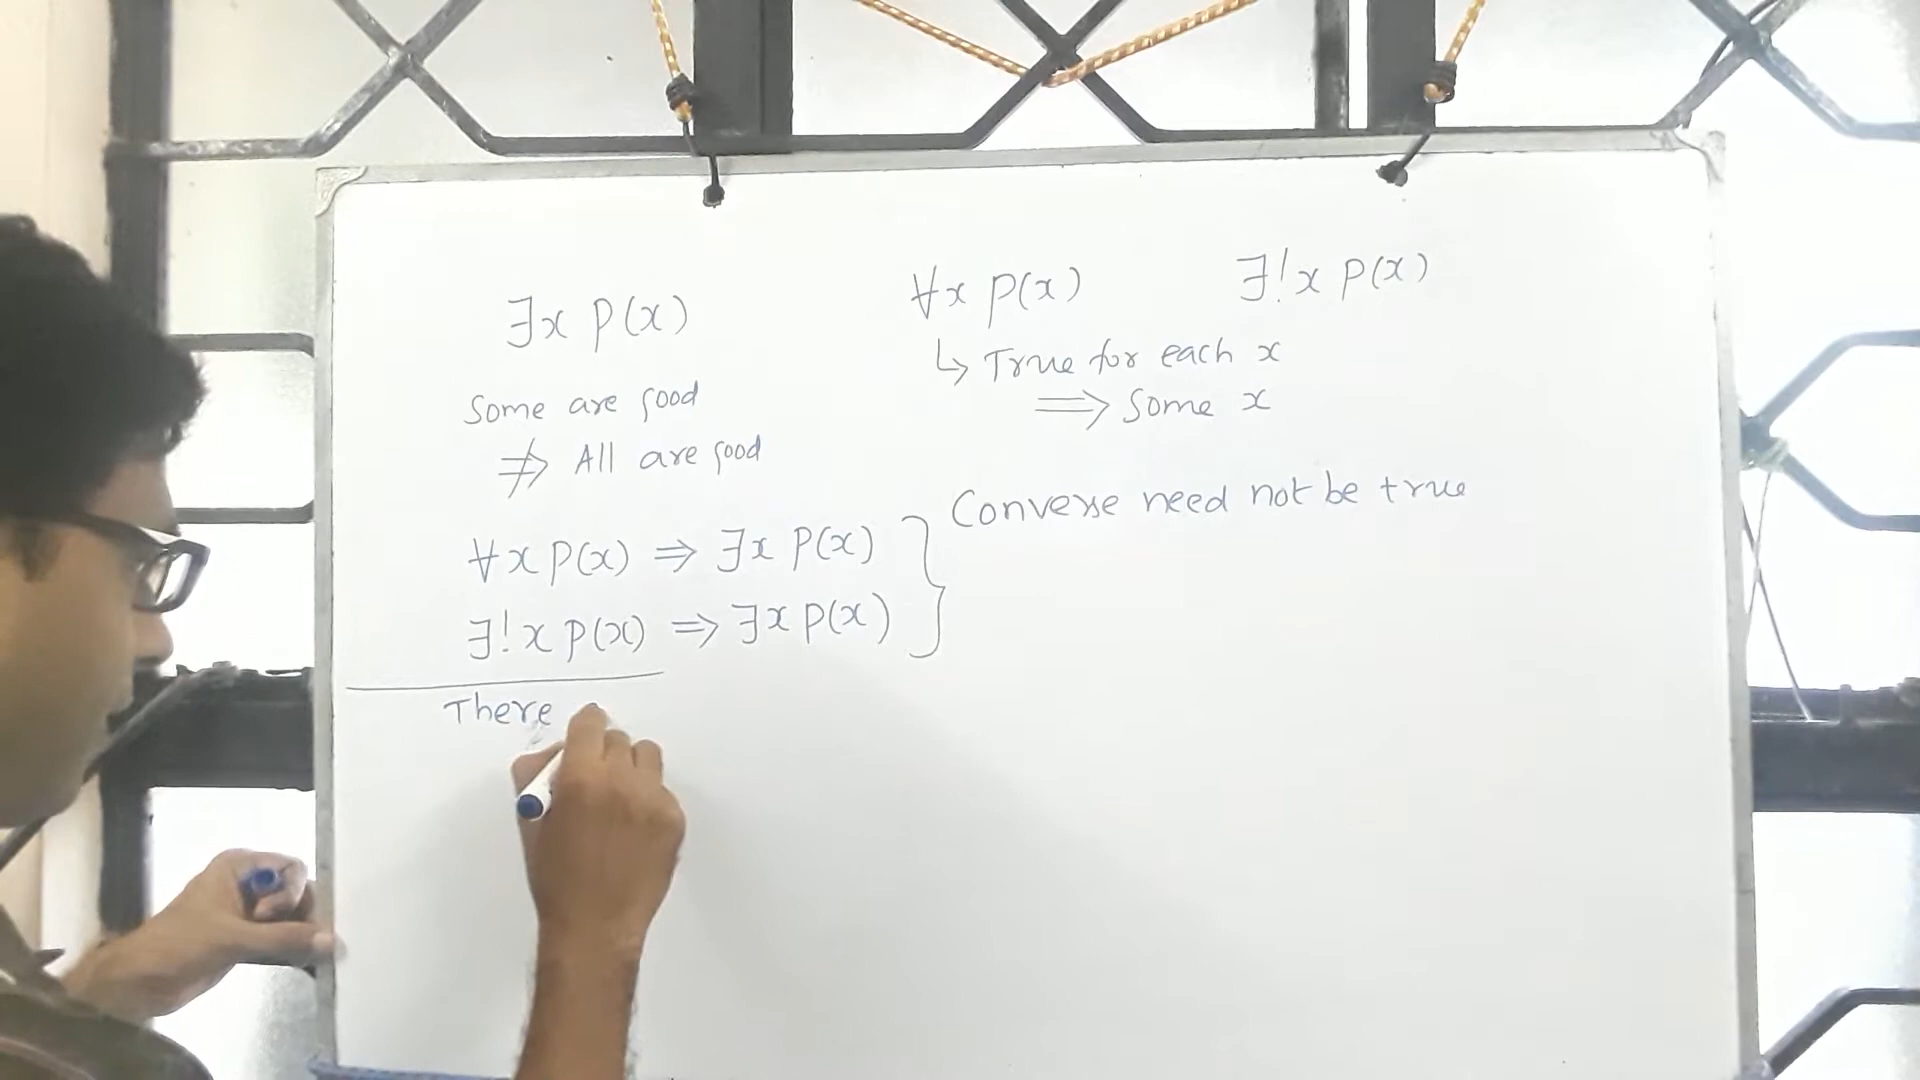 ∃x P(x)
∀x P(x)
∃!x P(x)
↳ True for each x
⟹ Some x
Some are good
⇏ All are good
Converse need not be true
∀x P(x) ⇒ ∃x P(x)
∃!x P(x) ⇒ ∃x P(x)
There